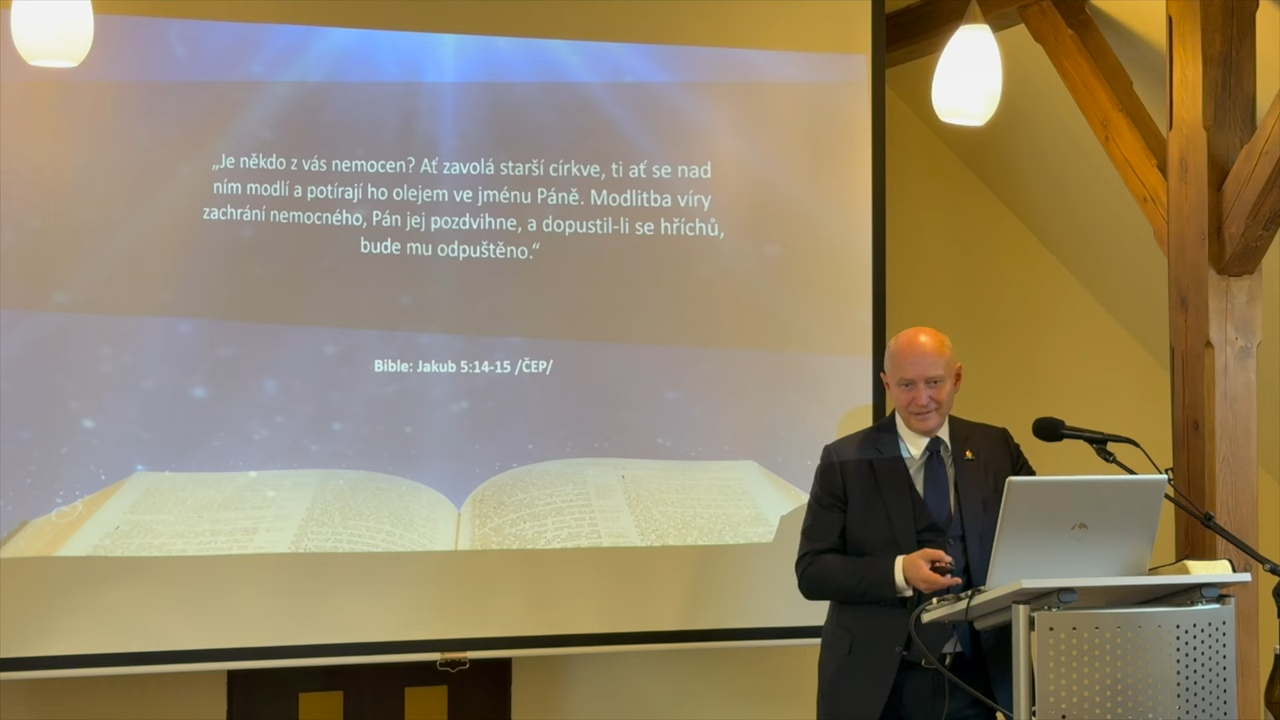 „Je někdo z vás nemocen? Ať zavolá starší církve, ti ať se nad
ním modlí a potírají ho olejem ve jménu Páně. Modlitba víry
zachrání nemocného, Pán jej pozdvihne, a dopustil-li se hříchů,
bude mu odpuštěno.“
Bible: Jakub 5:14-15 /ČEP/